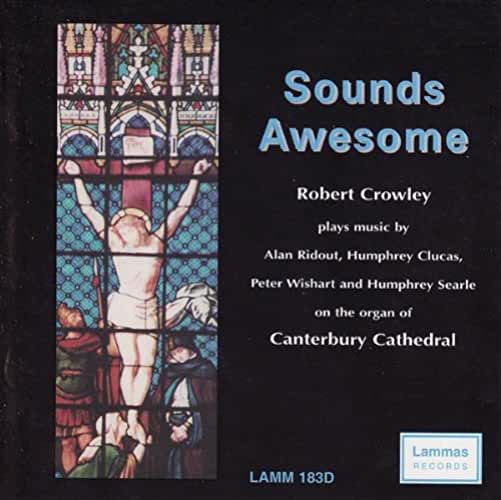 Sounds
Awesome
Robert Crowley
plays music by
Alan Ridout, Humphrey Clucas,
Peter Wishart and Humphrey Searle
on the organ of
Canterbury Cathedral
Lammas
RECORDS
LAMM 183D